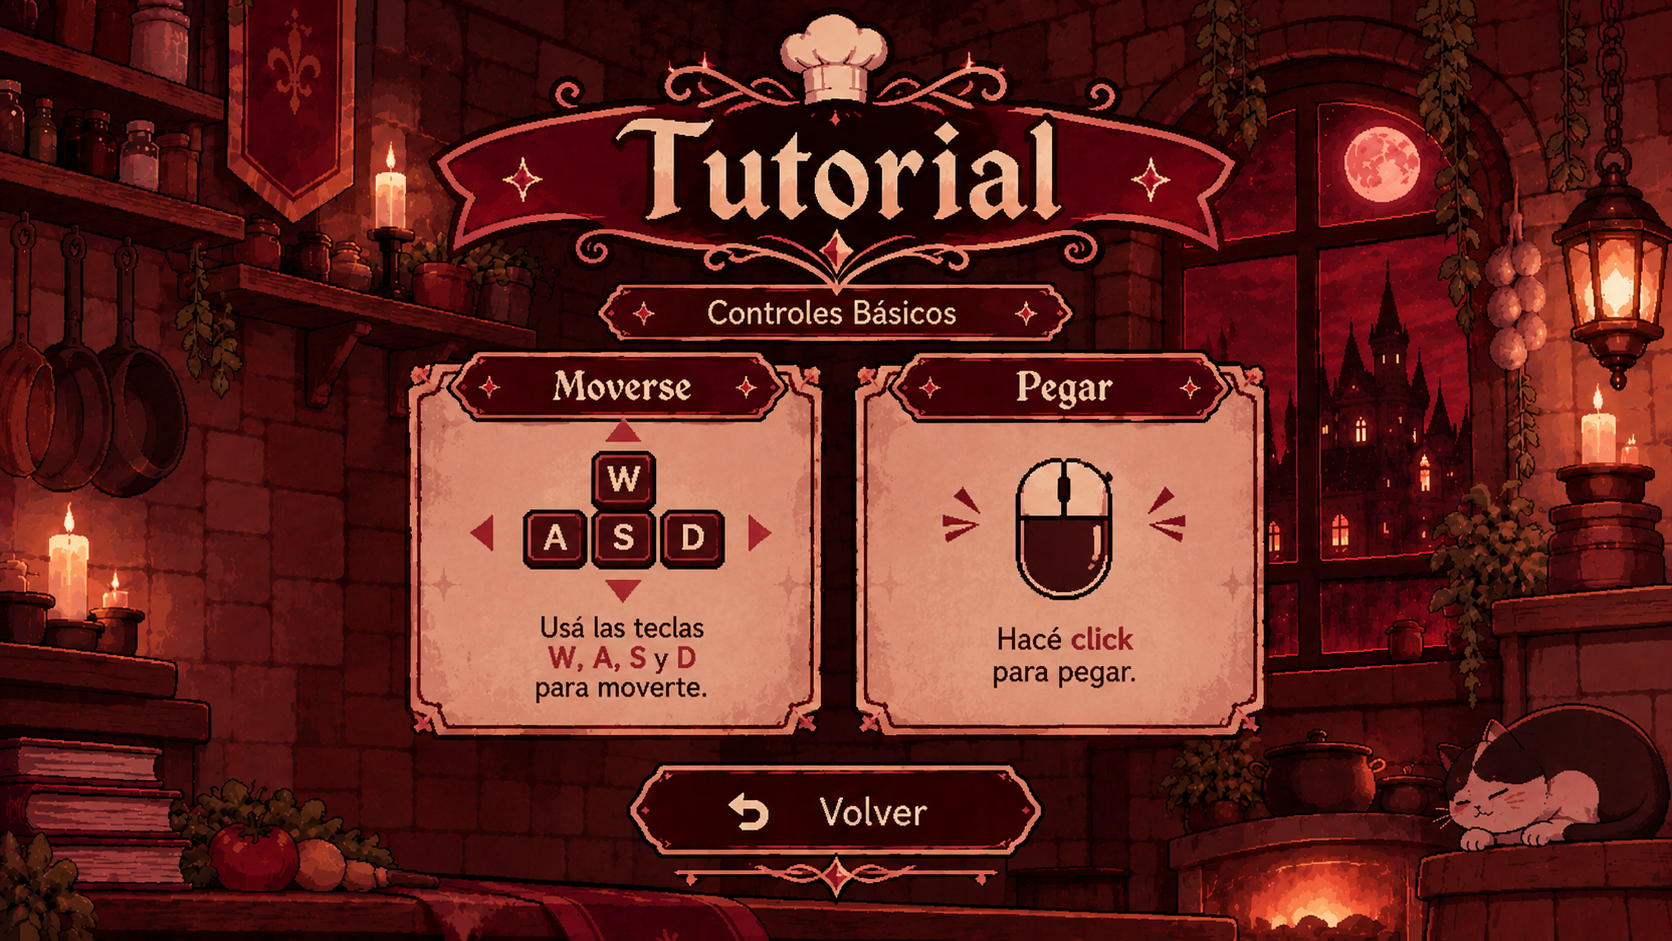 Tutorial
Controles Básicos
Moverse
W
A S D
Usá las teclas
W, A, S y D
para moverte.
Pegar
Hacé click
para pegar.
Volver